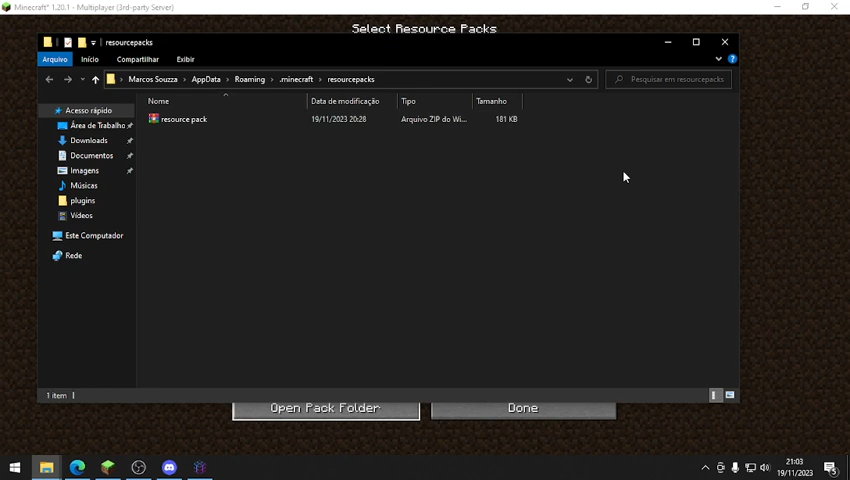 Minecraft* 1.20.1 - Multiplayer (3rd-party Server)
Select Resource Packs
resourcepacks
Arquivo Início Compartilhar Exibir
Marcos Souzza > AppData > Roaming > .minecraft > resourcepacks
Pesquisar em resourcepacks
Nome Data de modificação Tipo Tamanho
Acesso rápido
resource pack 19/11/2023 20:28 Arquivo ZIP do Wi... 181 KB
Área de Trabalho
Downloads
Documentos
Imagens
Músicas
plugins
Vídeos
Este Computador
Rede
1 item
Open Pack Folder Done
21:03
19/11/2023
5